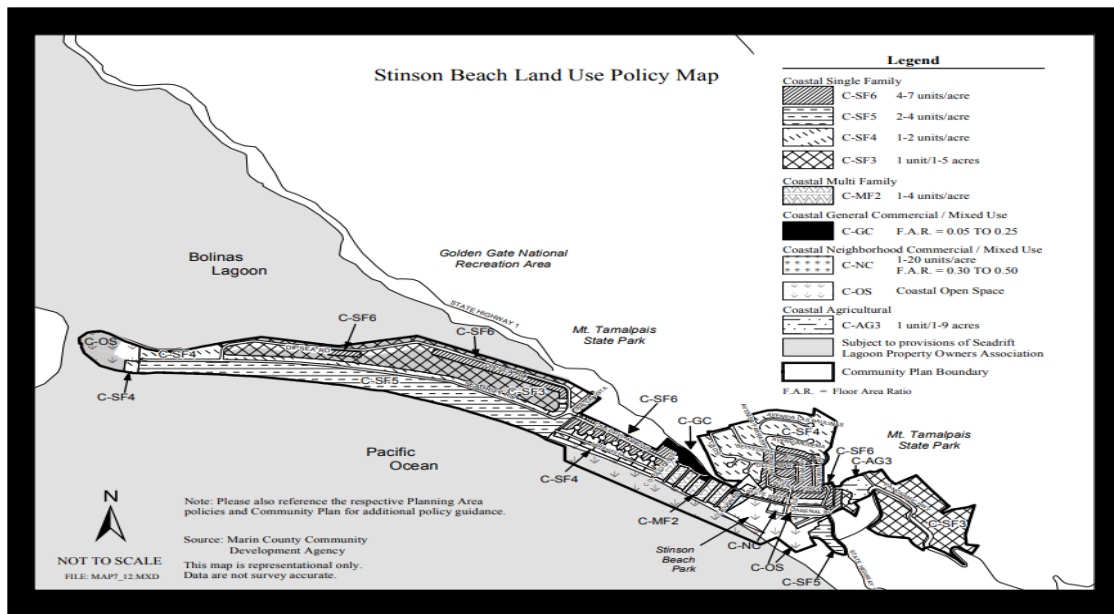 Stinson Beach Land Use Policy Map
Legend
Coastal Single Family
C-SF6 4-7 units/acre
C-SF5 2-4 units/acre
C-SF4 1-2 units/acre
C-SF3 1 unit/1-5 acres
Coastal Multi Family
C-MF2 1-4 units/acre
Coastal General Commercial / Mixed Use
C-GC F.A.R. = 0.05 TO 0.25
Coastal Neighborhood Commercial / Mixed Use
C-NC 1-20 units/acre
F.A.R. = 0.30 TO 0.50
C-OS Coastal Open Space
Coastal Agricultural
C-AG3 1 unit/1-9 acres
Subject to provisions of Seadrift
Lagoon Property Owners Association
Community Plan Boundary
F.A.R. = Floor Area Ratio
Bolinas
Lagoon
Golden Gate National
Recreation Area
STATE HIGHWAY 1
Mt. Tamalpais
State Park
C-SF6
C-SF6
C-OS
C-SF4
DIPSEA RD
C-SF3
C-SF5
C-SF4
C-SF6
C-GC
C-SF4
Mt. Tamalpais
State Park
C-SF6
C-AG3
C-SF3
Pacific
Ocean
C-SF4
C-MF2
ARENAL
C-NC
Stinson
Beach
Park
C-OS
C-SF5
STATE HIGHWAY
N
NOT TO SCALE
FILE: MAP7_12.MXD
Note: Please also reference the respective Planning Area
policies and Community Plan for additional policy guidance.
Source: Marin County Community
Development Agency
This map is representational only.
Data are not survey accurate.